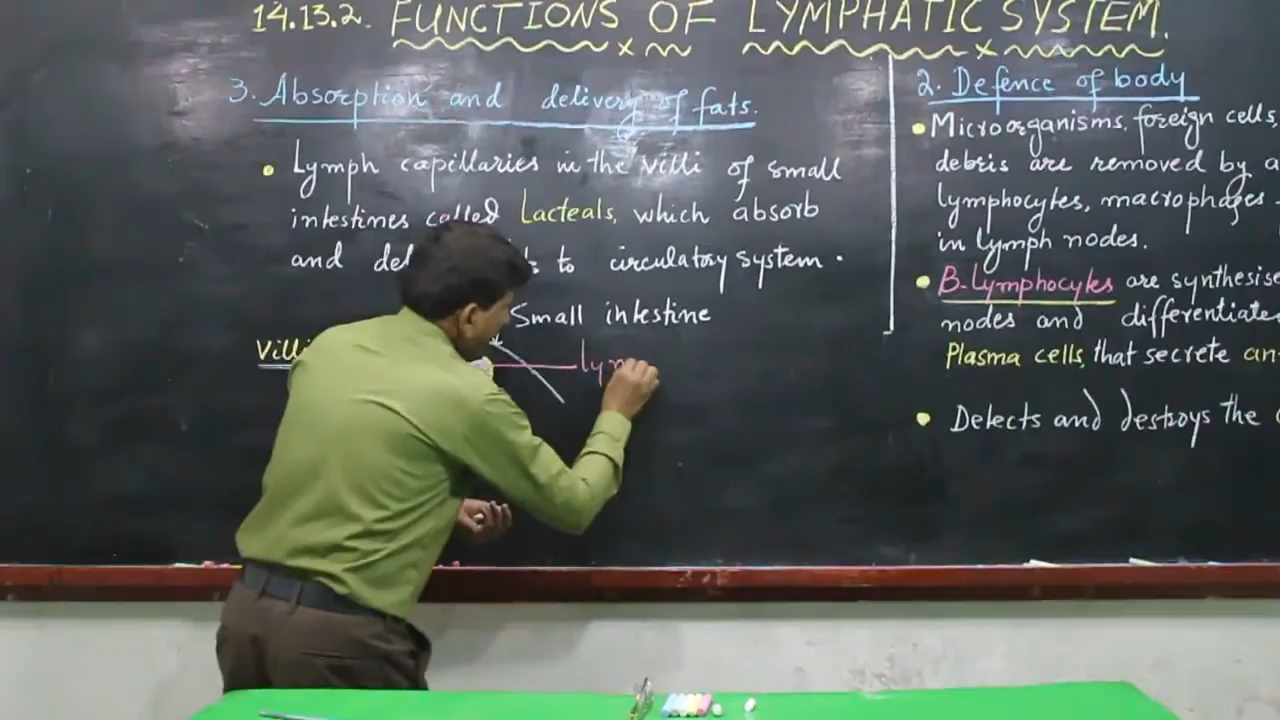 14.13.2. FUNCTIONS OF LYMPHATIC SYSTEM.
3. Absorption and delivery of fats.
Lymph capillaries in the villi of small
intestines called Lacteals, which absorb
and to circulatory system.
Small intestine
Villi
lym
2. Defence of body
Microorganisms, foreign cells,
debris are removed by
lymphocytes, macrophages
in lymph nodes.
B-Lymphocytes are synthesise
nodes and differentiate
Plasma cells, that secrete an
Detects and destroys the